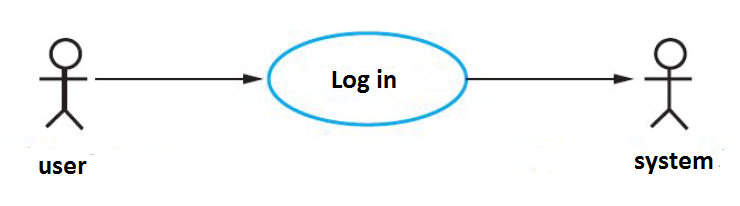 Log in
user
system